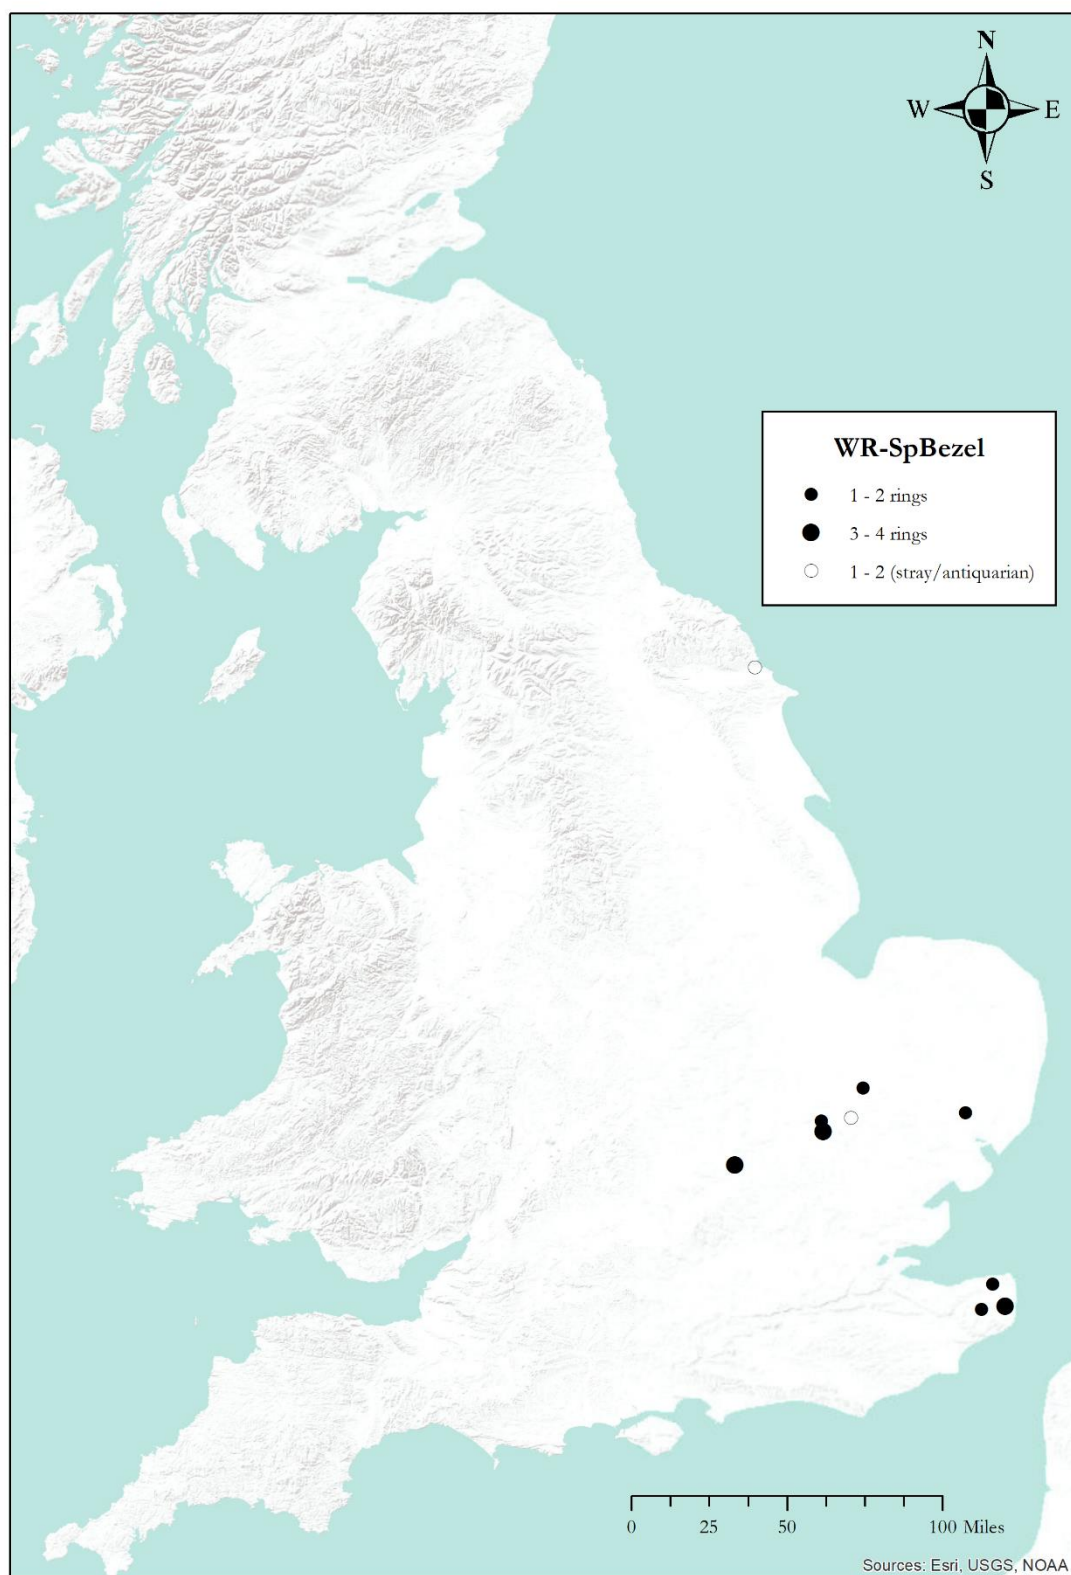 N
W E
S
WR-SpBezel
1 - 2 rings
3 - 4 rings
1 - 2 (stray/antiquarian)
0 25 50 100 Miles
Sources: Esri, USGS, NOAA